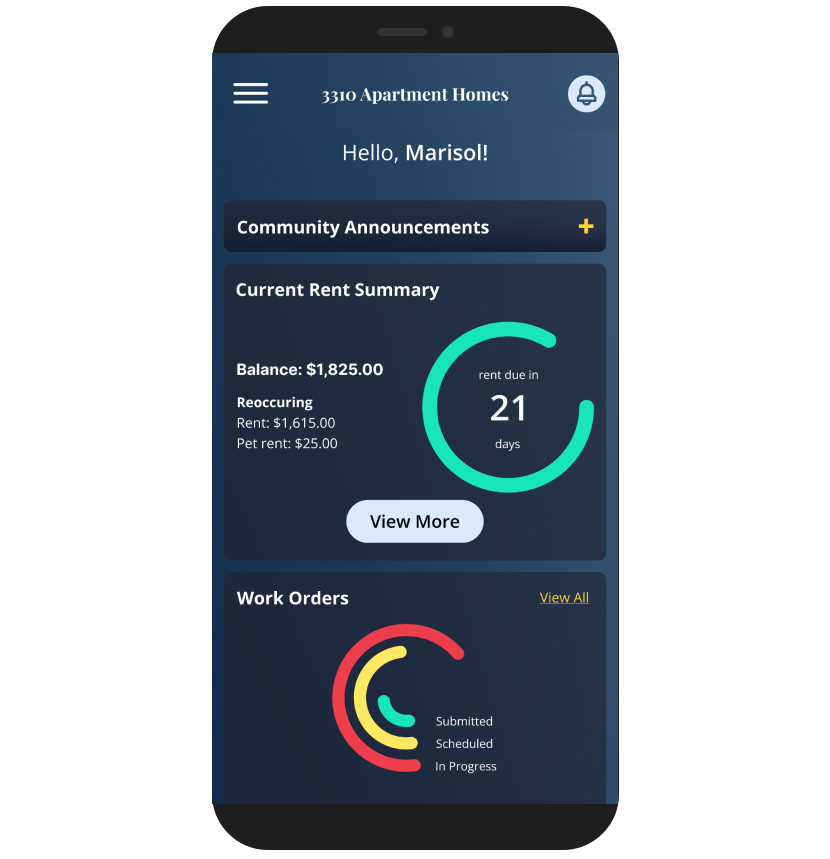 3310 Apartment Homes
Hello, Marisol!
Community Announcements
Current Rent Summary
Balance: $1,825.00
Reoccuring
Rent: $1,615.00
Pet rent: $25.00
rent due in
21
days
View More
Work Orders
View All
Submitted
Scheduled
In Progress